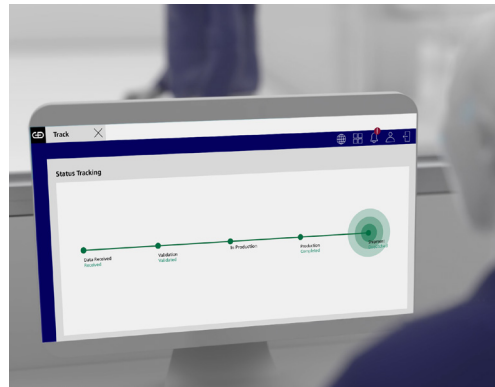 Track
Status Tracking
Data Received
Received
Validation
Validated
In Production
Production
Completed